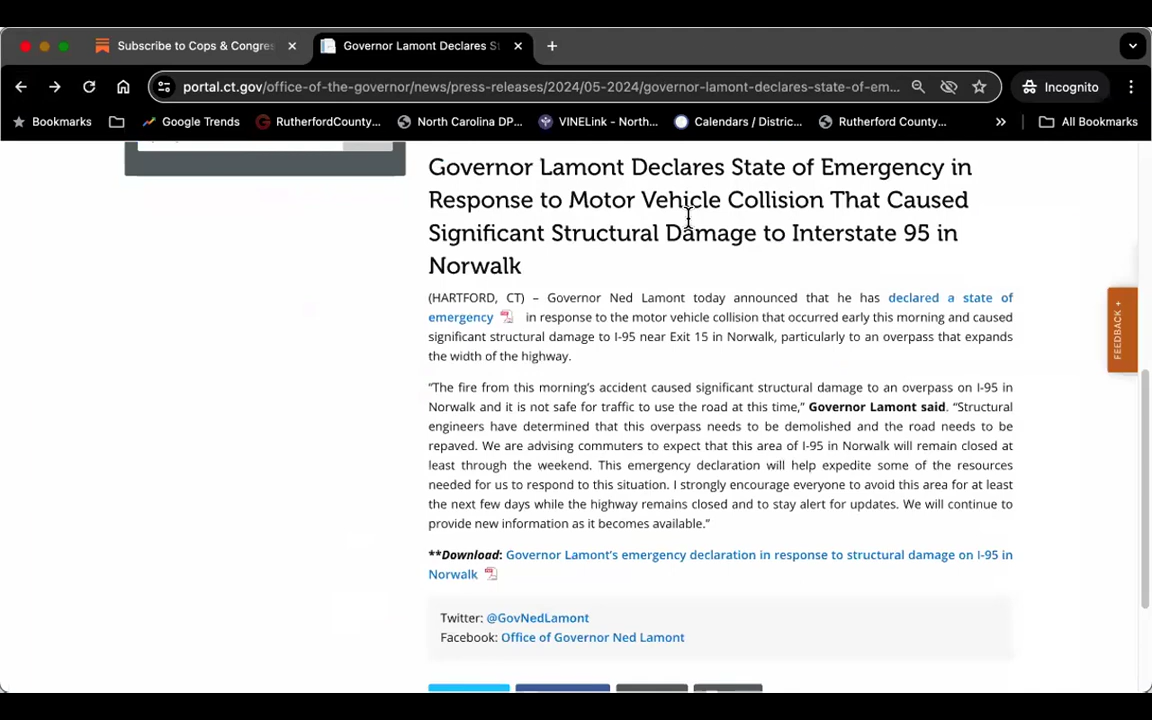 Subscribe to Cops & Congres
Governor Lamont Declares St
portal.ct.gov/office-of-the-governor/news/press-releases/2024/05-2024/governor-lamont-declares-state-of-em...
Incognito
Bookmarks
Google Trends
RutherfordCounty...
North Carolina DP...
VINELink - North...
Calendars / Distric...
Rutherford County...
»
All Bookmarks
Governor Lamont Declares State of Emergency in
Response to Motor Vehicle Collision That Caused
Significant Structural Damage to Interstate 95 in
Norwalk
(HARTFORD, CT) – Governor Ned Lamont today announced that he has declared a state of
emergency in response to the motor vehicle collision that occurred early this morning and caused
significant structural damage to I-95 near Exit 15 in Norwalk, particularly to an overpass that expands
the width of the highway.
“The fire from this morning’s accident caused significant structural damage to an overpass on I-95 in
Norwalk and it is not safe for traffic to use the road at this time,” Governor Lamont said. “Structural
engineers have determined that this overpass needs to be demolished and the road needs to be
repaved. We are advising commuters to expect that this area of I-95 in Norwalk will remain closed at
least through the weekend. This emergency declaration will help expedite some of the resources
needed for us to respond to this situation. I strongly encourage everyone to avoid this area for at least
the next few days while the highway remains closed and to stay alert for updates. We will continue to
provide new information as it becomes available.”
**Download: Governor Lamont’s emergency declaration in response to structural damage on I-95 in
Norwalk
Twitter: @GovNedLamont
Facebook: Office of Governor Ned Lamont
FEEDBACK +